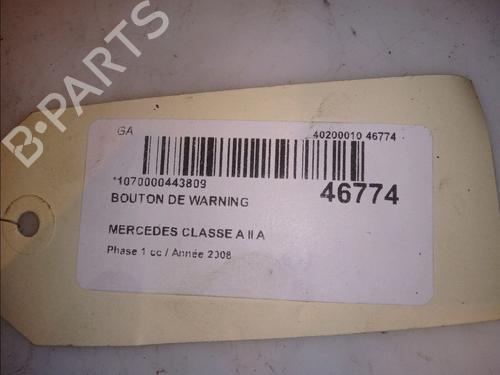 B-PARTS
GA
40200010 46774
*1070000443809
46774
BOUTON DE WARNING
MERCEDES CLASSE A II A
Phase 1 cc / Année 2008